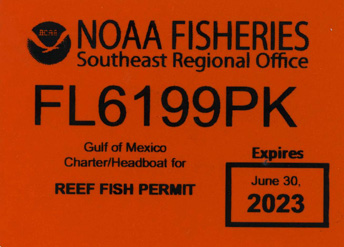 NOAA FISHERIES
Southeast Regional Office
FL6199PK
Gulf of Mexico
Charter/Headboat for
REEF FISH PERMIT
Expires
June 30,
2023